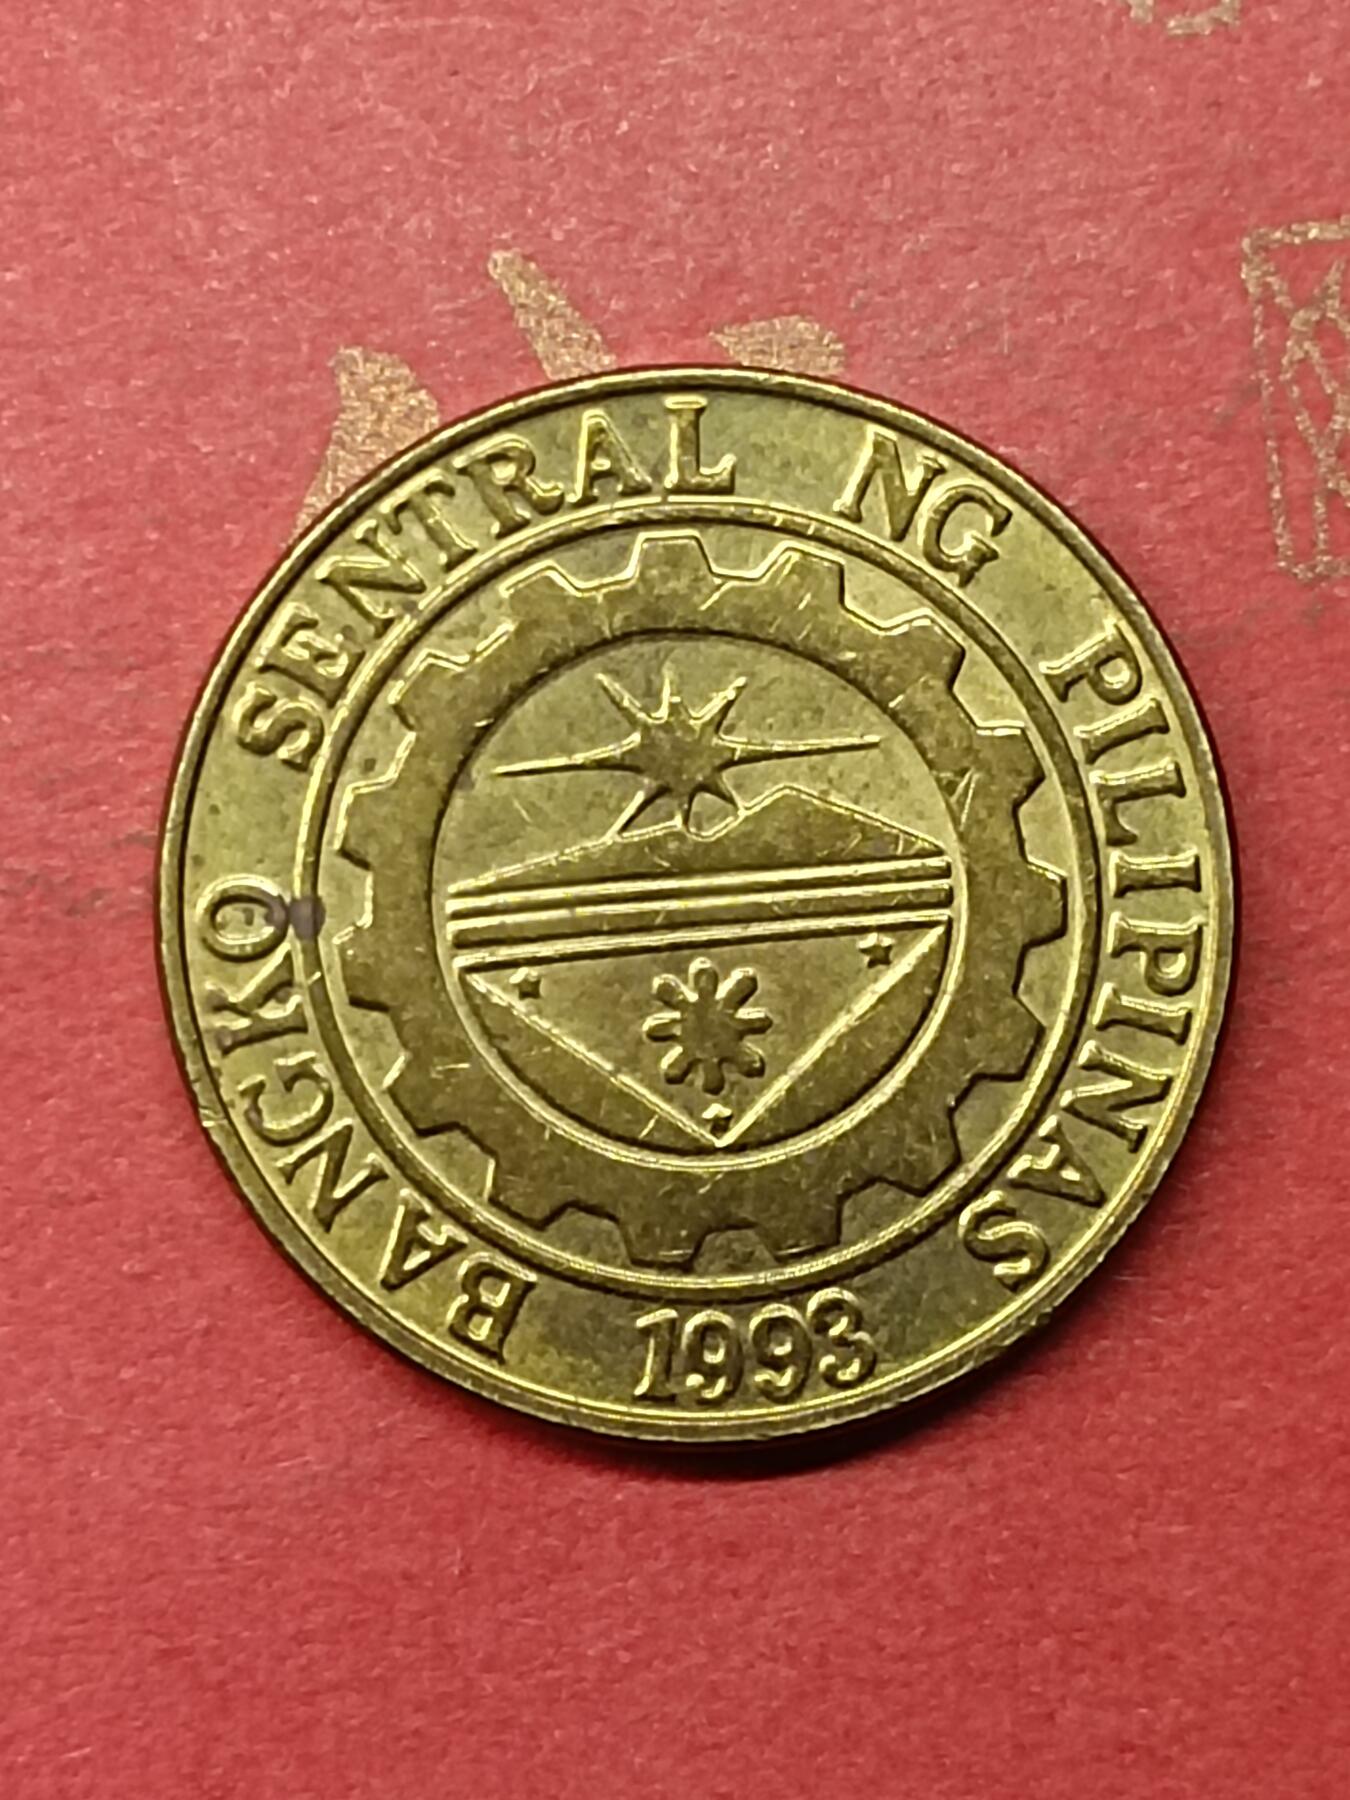 BANGKO SENTRAL NG PILIPINAS
1993